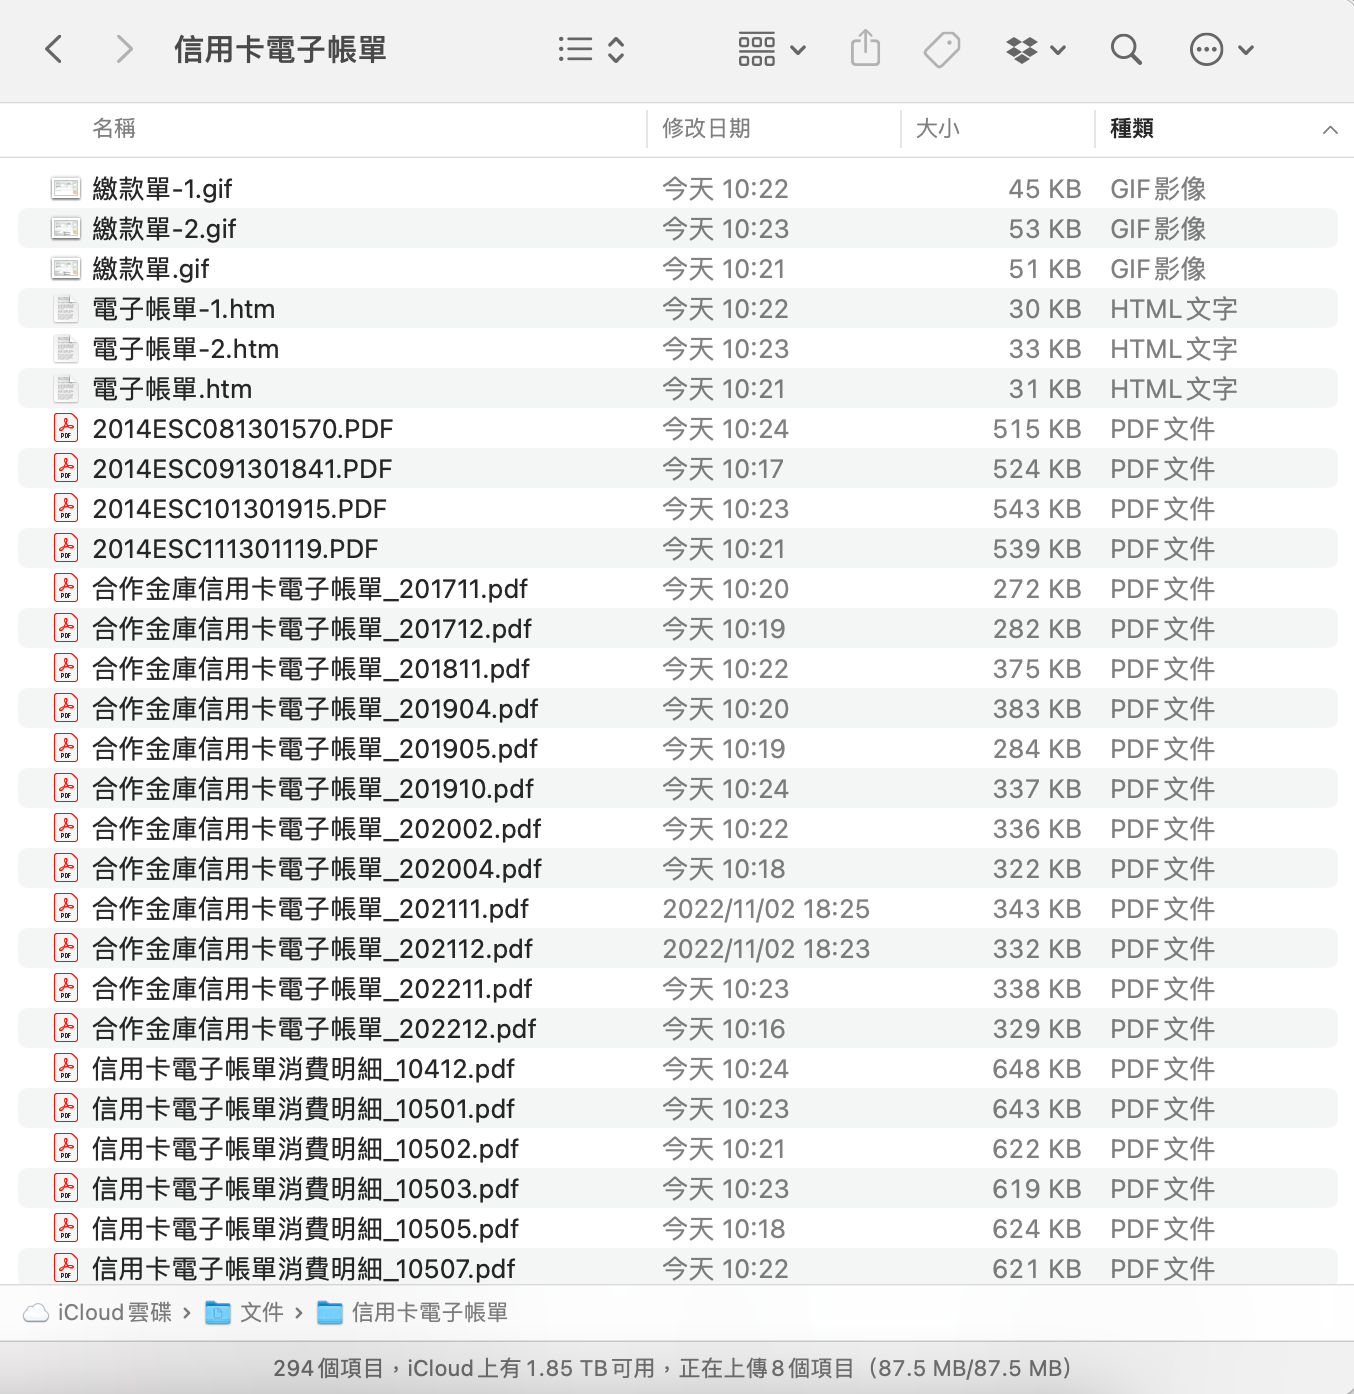 信用卡電子帳單
名稱 修改日期 大小 種類
繳款單-1.gif 今天 10:22 45 KB GIF影像
繳款單-2.gif 今天 10:23 53 KB GIF影像
繳款單.gif 今天 10:21 51 KB GIF影像
電子帳單-1.htm 今天 10:22 30 KB HTML文字
電子帳單-2.htm 今天 10:23 33 KB HTML文字
電子帳單.htm 今天 10:21 31 KB HTML文字
2014ESC081301570.PDF 今天 10:24 515 KB PDF文件
2014ESC091301841.PDF 今天 10:17 524 KB PDF文件
2014ESC101301915.PDF 今天 10:23 543 KB PDF文件
2014ESC111301119.PDF 今天 10:21 539 KB PDF文件
合作金庫信用卡電子帳單_201711.pdf 今天 10:20 272 KB PDF文件
合作金庫信用卡電子帳單_201712.pdf 今天 10:19 282 KB PDF文件
合作金庫信用卡電子帳單_201811.pdf 今天 10:22 375 KB PDF文件
合作金庫信用卡電子帳單_201904.pdf 今天 10:20 383 KB PDF文件
合作金庫信用卡電子帳單_201905.pdf 今天 10:19 284 KB PDF文件
合作金庫信用卡電子帳單_201910.pdf 今天 10:24 337 KB PDF文件
合作金庫信用卡電子帳單_202002.pdf 今天 10:22 336 KB PDF文件
合作金庫信用卡電子帳單_202004.pdf 今天 10:18 322 KB PDF文件
合作金庫信用卡電子帳單_202111.pdf 2022/11/02 18:25 343 KB PDF文件
合作金庫信用卡電子帳單_202112.pdf 2022/11/02 18:23 332 KB PDF文件
合作金庫信用卡電子帳單_202211.pdf 今天 10:23 338 KB PDF文件
合作金庫信用卡電子帳單_202212.pdf 今天 10:16 329 KB PDF文件
信用卡電子帳單消費明細_10412.pdf 今天 10:24 648 KB PDF文件
信用卡電子帳單消費明細_10501.pdf 今天 10:23 643 KB PDF文件
信用卡電子帳單消費明細_10502.pdf 今天 10:21 622 KB PDF文件
信用卡電子帳單消費明細_10503.pdf 今天 10:23 619 KB PDF文件
信用卡電子帳單消費明細_10505.pdf 今天 10:18 624 KB PDF文件
信用卡電子帳單消費明細_10507.pdf 今天 10:22 621 KB PDF文件
iCloud雲碟 › 文件 › 信用卡電子帳單
294個項目，iCloud上有1.85 TB可用，正在上傳8個項目（87.5 MB/87.5 MB）